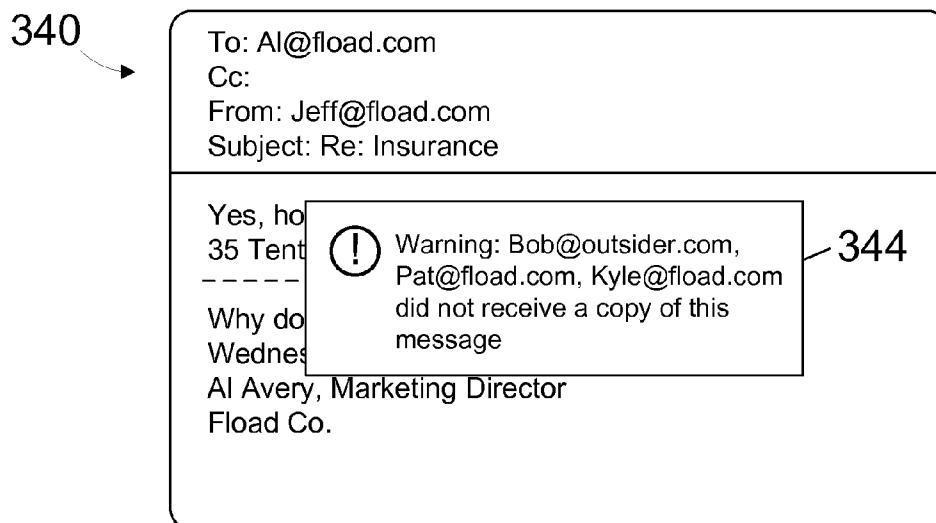 340
To: Al@fload.com
Cc:
From: Jeff@fload.com
Subject: Re: Insurance
Yes, ho
35 Tent
Warning: Bob@outsider.com,
Pat@fload.com, Kyle@fload.com
did not receive a copy of this
message
344
Why do
Wednes
Al Avery, Marketing Director
Fload Co.